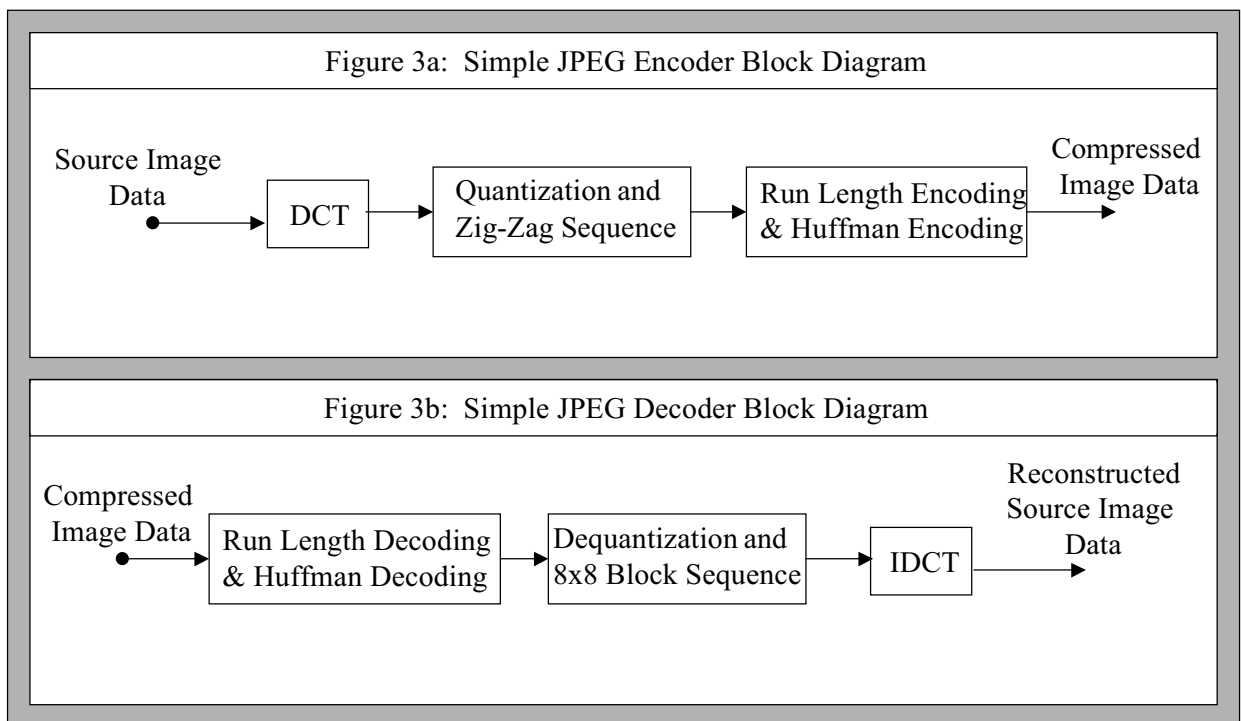 Figure 3a: Simple JPEG Encoder Block Diagram
Source Image
Data
DCT
Quantization and
Zig-Zag Sequence
Run Length Encoding
& Huffman Encoding
Compressed
Image Data
Figure 3b: Simple JPEG Decoder Block Diagram
Compressed
Image Data
Run Length Decoding
& Huffman Decoding
Dequantization and
8x8 Block Sequence
IDCT
Reconstructed
Source Image
Data